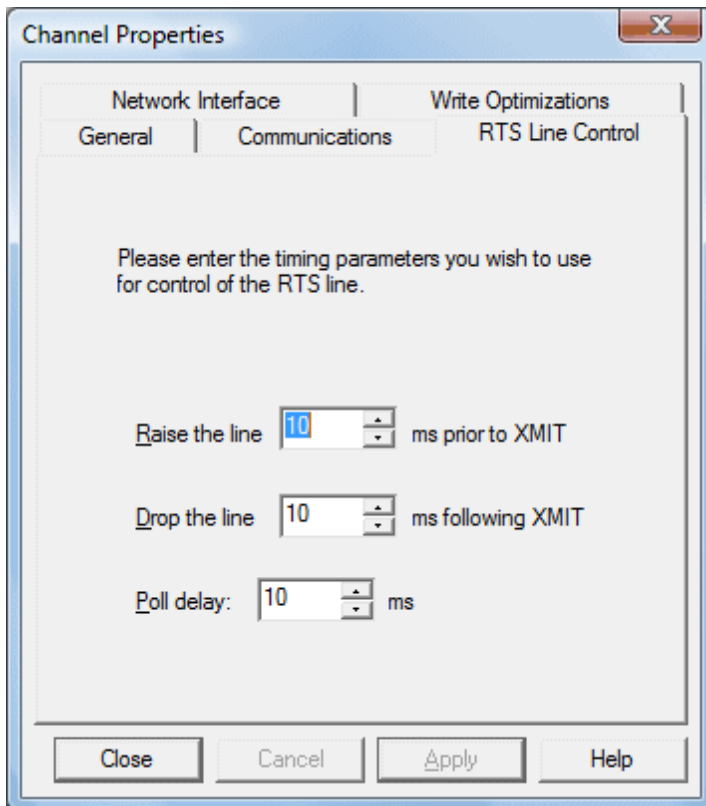 Channel Properties
Network Interface
Write Optimizations
General
Communications
RTS Line Control
Please enter the timing parameters you wish to use
for control of the RTS line.
Raise the line 10 ms prior to XMIT
Drop the line 10 ms following XMIT
Poll delay: 10 ms
Close Cancel Apply Help